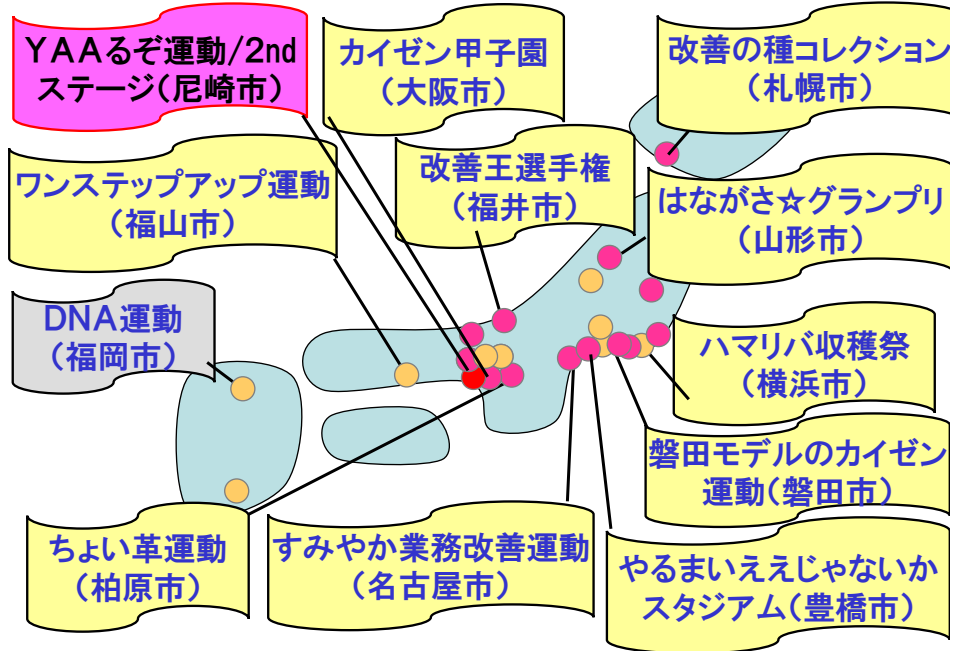 YAAるぞ運動/2nd
ステージ(尼崎市)
カイゼン甲子園
(大阪市)
改善の種コレクション
(札幌市)
ワンステップアップ運動
(福山市)
改善王選手権
(福井市)
はながさ☆グランプリ
(山形市)
DNA運動
(福岡市)
ハマリバ収穫祭
(横浜市)
磐田モデルのカイゼン
運動(磐田市)
ちょい革運動
(柏原市)
すみやか業務改善運動
(名古屋市)
やるまいええじゃないか
スタジアム(豊橋市)